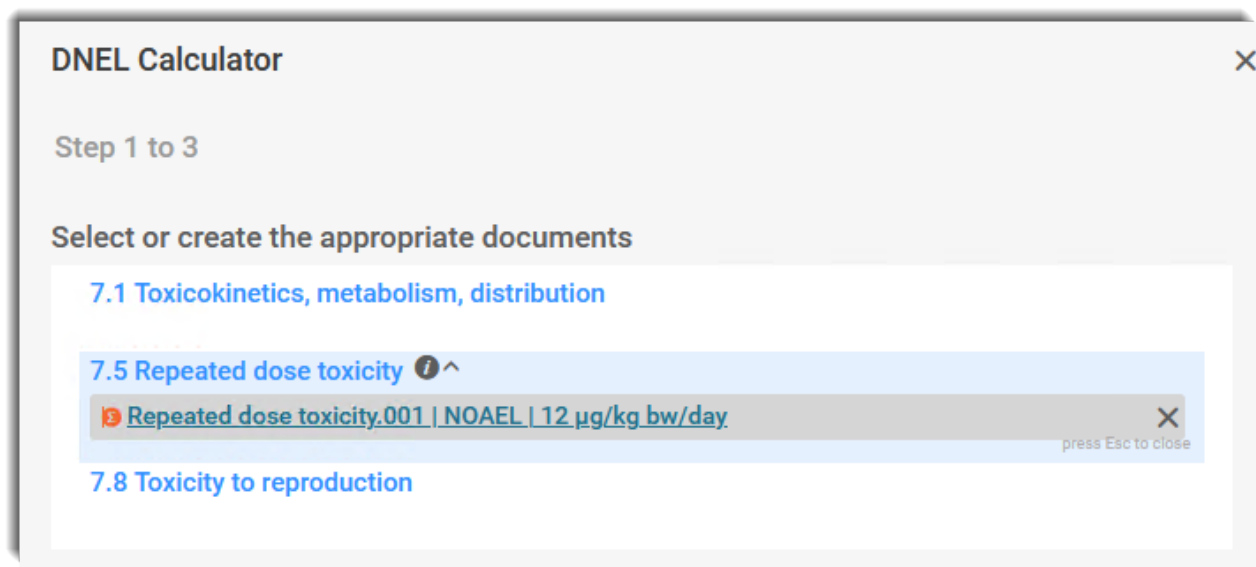 DNEL Calculator
Step 1 to 3
Select or create the appropriate documents
7.1 Toxicokinetics, metabolism, distribution
7.5 Repeated dose toxicity
Repeated dose toxicity.001 | NOAEL | 12 µg/kg bw/day
press Esc to close
7.8 Toxicity to reproduction